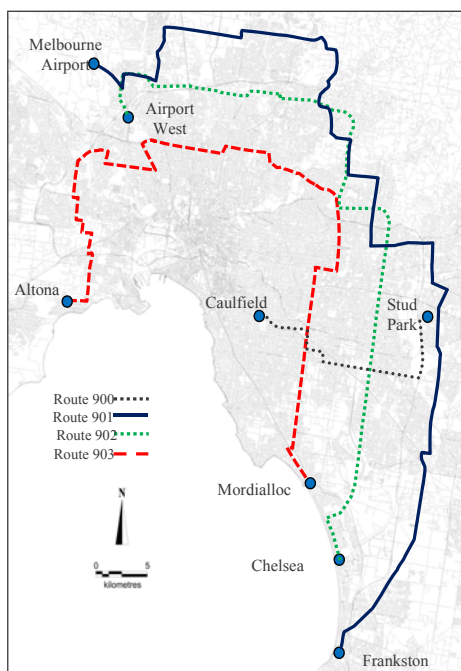 Melbourne
Airport
Airport
West
Altona
Caulfield
Stud
Park
Route 900
Route 901
Route 902
Route 903
Mordialloc
N
0 5
kilometres
Chelsea
Frankston